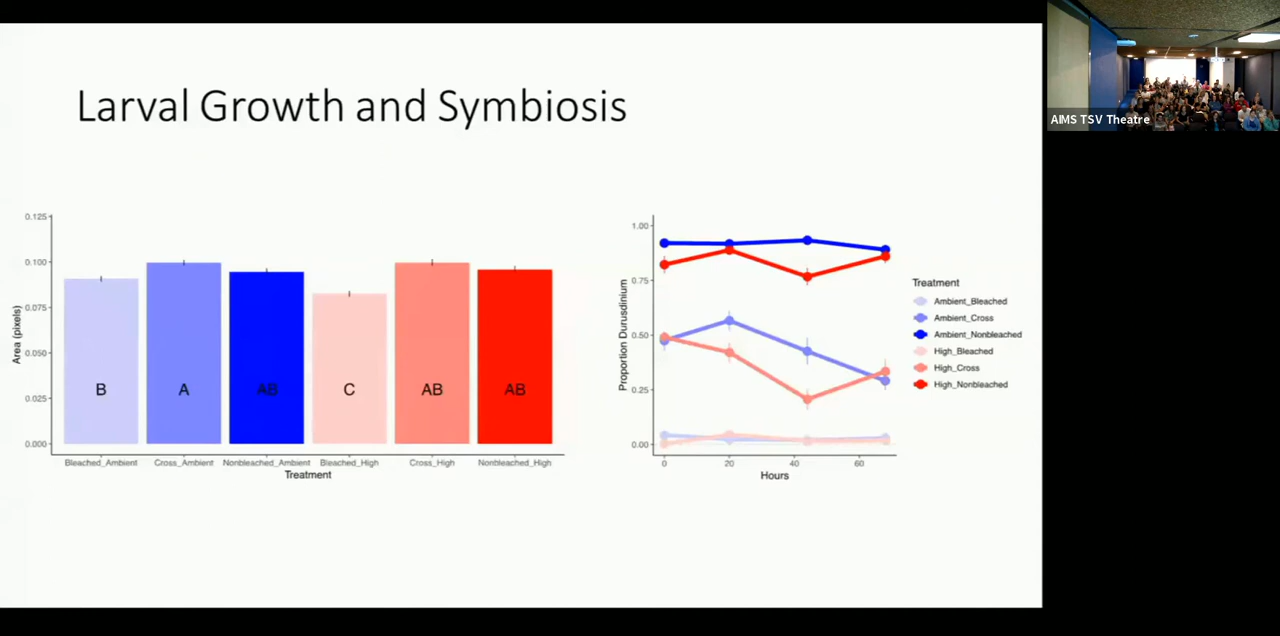 Larval Growth and Symbiosis
AIMS TSV Theatre
Area (pixels)
0.125
0.100
0.075
0.050
0.025
0.000
B
A
AB
C
AB
AB
Bleached_Ambient
Cross_Ambient
Nonbleached_Ambient
Bleached_High
Cross_High
Nonbleached_High
Treatment
Proportion Durusdinium
1.00
0.75
0.50
0.25
0.00
0
20
40
60
Hours
Treatment
Ambient_Bleached
Ambient_Cross
Ambient_Nonbleached
High_Bleached
High_Cross
High_Nonbleached